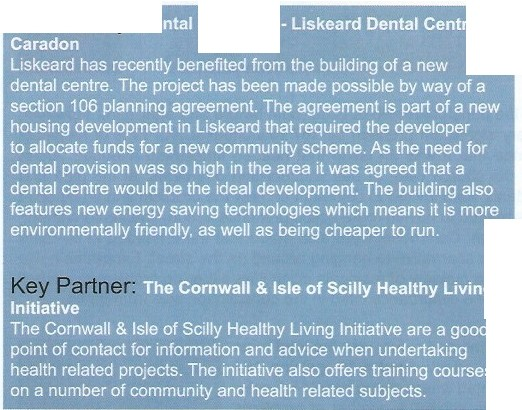 ntal - Liskeard Dental Centr
Caradon
Liskeard has recently benefited from the building of a new
dental centre. The project has been made possible by way of a
section 106 planning agreement. The agreement is part of a new
housing development in Liskeard that required the developer
to allocate funds for a new community scheme. As the need for
dental provision was so high in the area it was agreed that a
dental centre would be the ideal development. The building also
features new energy saving technologies which means it is more
environmentally friendly, as well as being cheaper to run.
Key Partner: The Cornwall & Isle of Scilly Healthy Livin
Initiative
The Cornwall & Isle of Scilly Healthy Living Initiative are a good
point of contact for information and advice when undertaking
health related projects. The initiative also offers training courses
on a number of community and health related subjects.